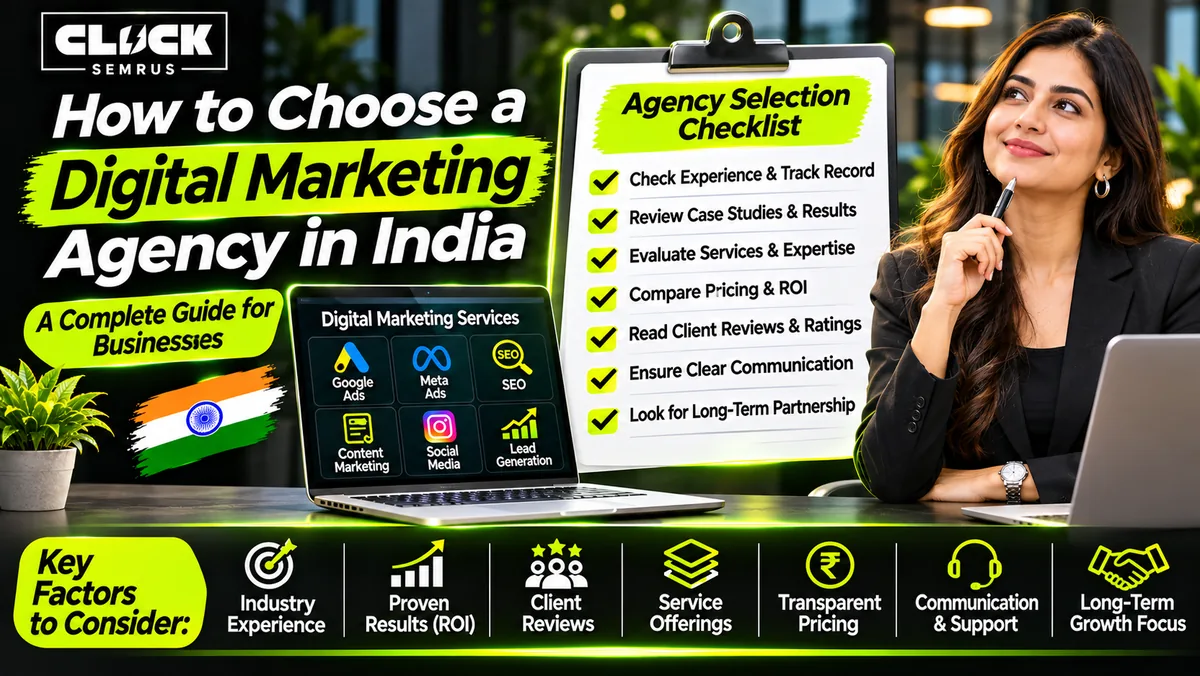 CLICK
SEMRUS
How to Choose a
Digital Marketing
Agency in India
A Complete Guide for
Businesses
Digital Marketing Services
Google
Ads
Meta
Ads
SEO
SEO
Content
Marketing
Social
Media
Lead
Generation
Agency Selection
Checklist
Check Experience & Track Record
Review Case Studies & Results
Evaluate Services & Expertise
Compare Pricing & ROI
Read Client Reviews & Ratings
Ensure Clear Communication
Look for Long-Term Partnership
Key
Factors
to Consider:
Industry
Experience
Proven
Results (ROI)
Client
Reviews
Service
Offerings
₹
Transparent
Pricing
Communication
& Support
Long-Term
Growth Focus